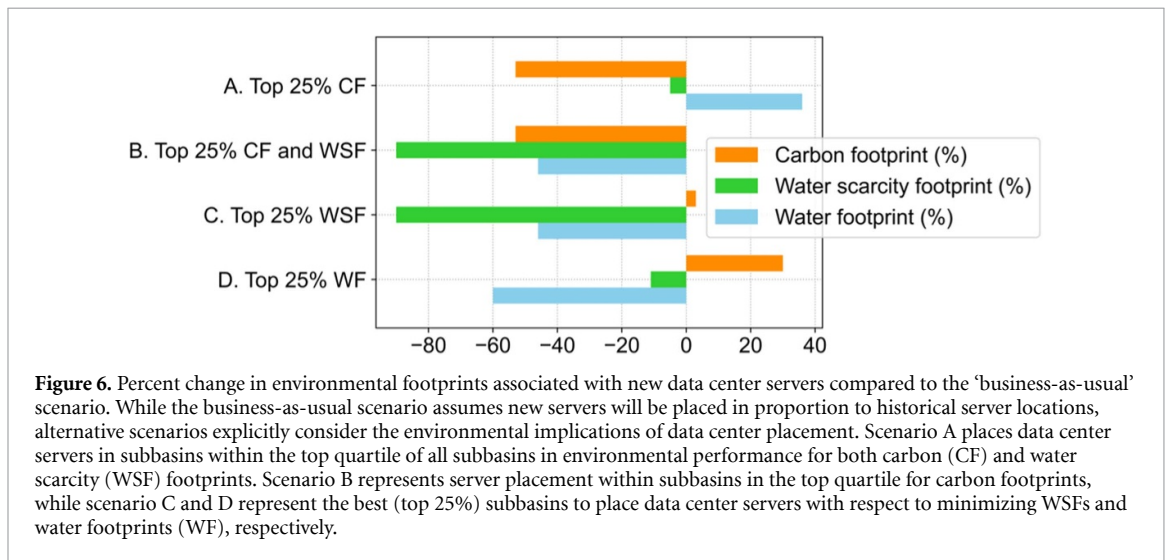 A. Top 25% CF
B. Top 25% CF and WSF
C. Top 25% WSF
D. Top 25% WF
Carbon footprint (%)
Water scarcity footprint (%)
Water footprint (%)
−80 −60 −40 −20 0 20 40
Figure 6. Percent change in environmental footprints associated with new data center servers compared to the ‘business-as-usual’
scenario. While the business-as-usual scenario assumes new servers will be placed in proportion to historical server locations,
alternative scenarios explicitly consider the environmental implications of data center placement. Scenario A places data center
servers in subbasins within the top quartile of all subbasins in environmental performance for both carbon (CF) and water
scarcity (WSF) footprints. Scenario B represents server placement within subbasins in the top quartile for carbon footprints,
while scenario C and D represent the best (top 25%) subbasins to place data center servers with respect to minimizing WSFs and
water footprints (WF), respectively.